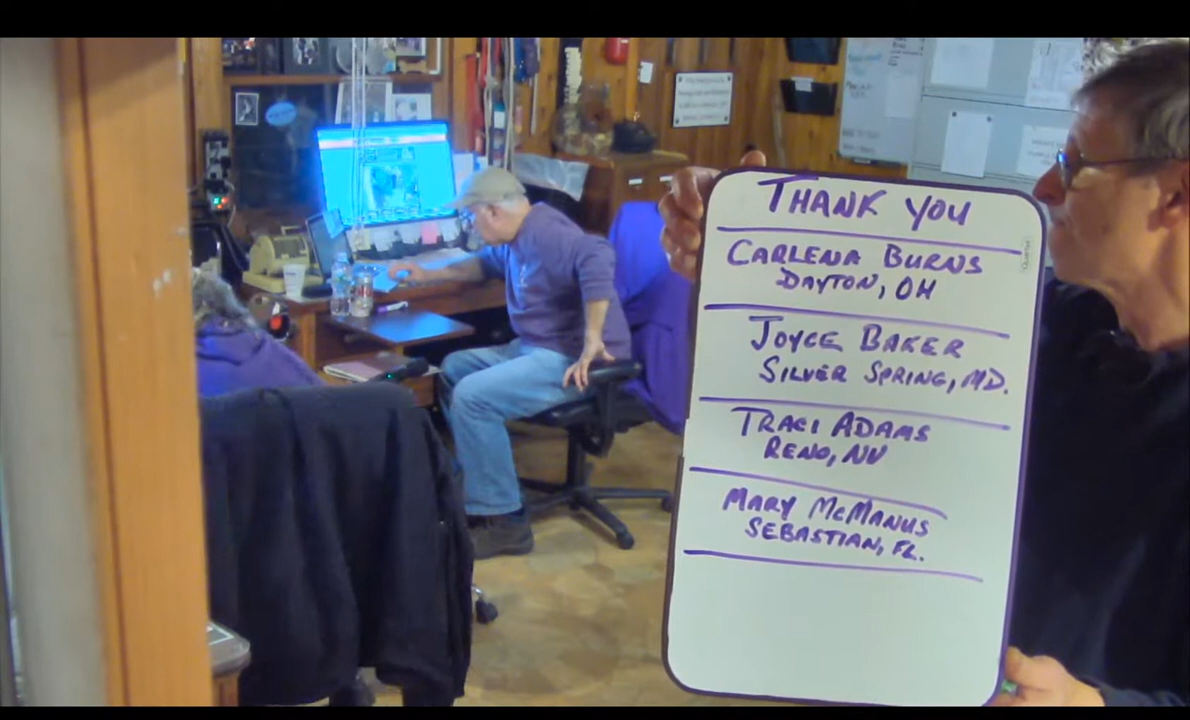 THANK YOU
CARLENA BURNS
DAYTON, OH
JOYCE BAKER
SILVER SPRING, MD.
TRACI ADAMS
RENO, NV
MARY MCMANUS
SEBASTIAN, FL.